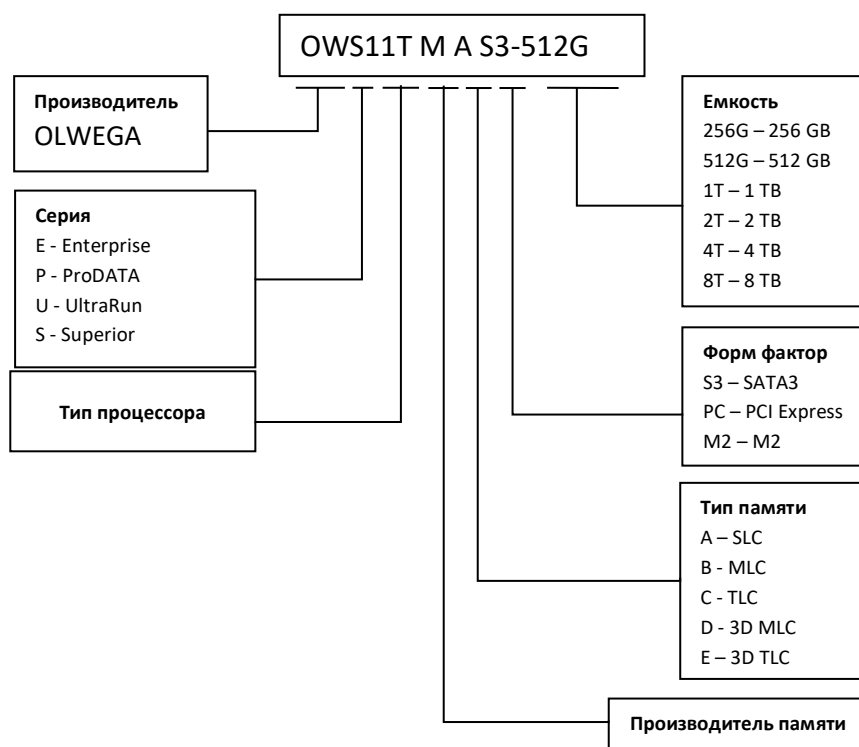 OWS11T M A S3-512G
Производитель
OLWEGA
Серия
E - Enterprise
P - ProDATA
U - UltraRun
S - Superior
Тип процессора
Емкость
256G – 256 GB
512G – 512 GB
1T – 1 TB
2T – 2 TB
4T – 4 TB
8T – 8 TB
Форм фактор
S3 – SATA3
PC – PCI Express
M2 – M2
Тип памяти
A – SLC
B - MLC
C - TLC
D - 3D MLC
E – 3D TLC
Производитель памяти